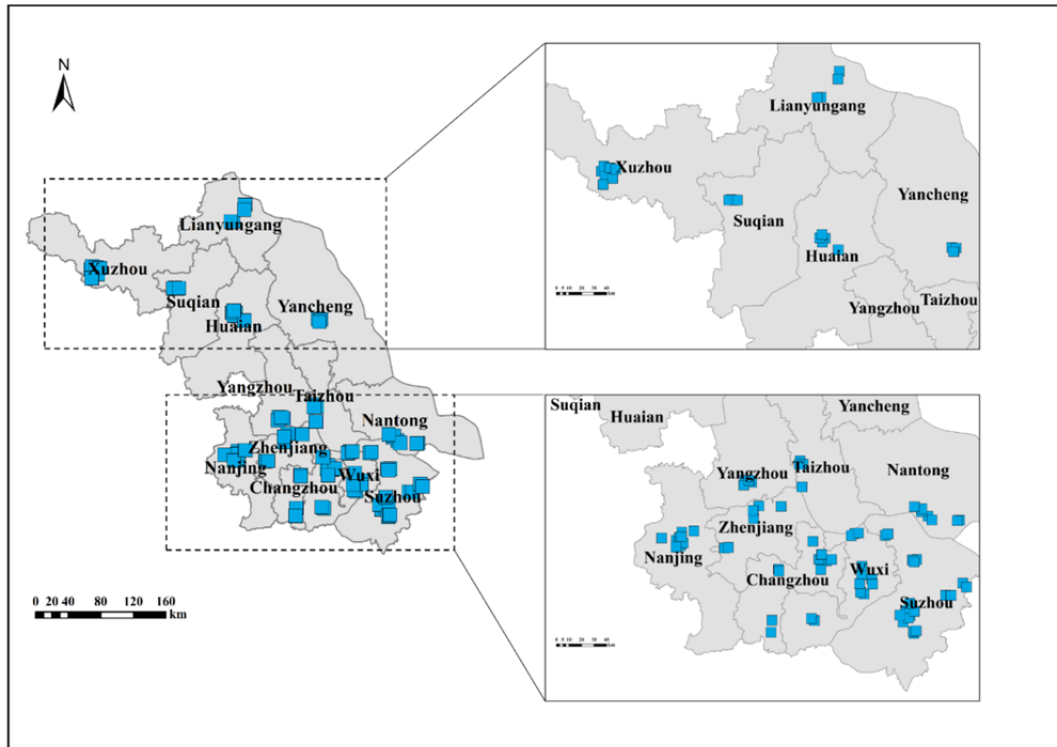 N
Lianyungang
Xuzhou
Suqian
Huaian
Yancheng
Yangzhou
Taizhou
Nantong
Zhenjiang
Nanjing
Wuxi
Changzhou
Suzhou
0 20 40 80 120 160
km
Lianyungang
Xuzhou
Yancheng
Suqian
Huaian
Taizhou
Yangzhou
Suqian
Huaian
Yancheng
Taizhou
Yangzhou
Nantong
Zhenjiang
Nanjing
Wuxi
Changzhou
Suzhou